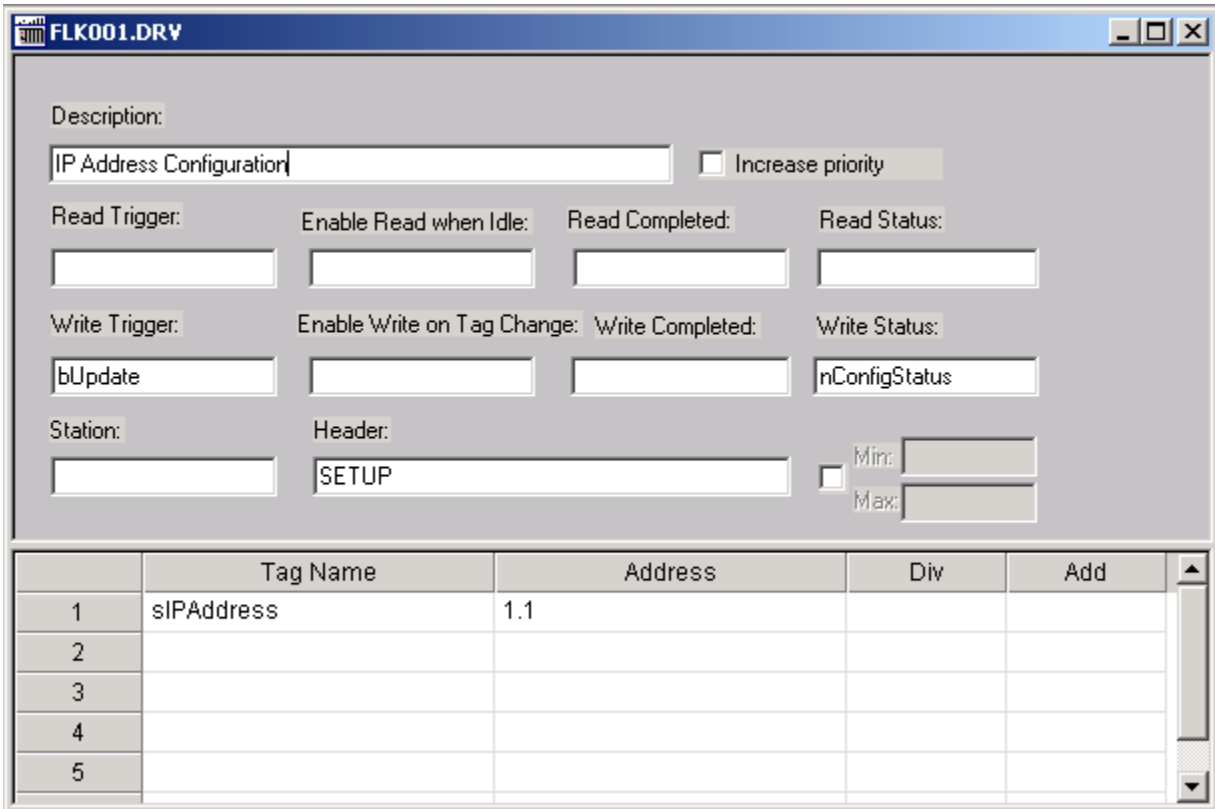 FLK001.DRV
Description:
IP Address Configuration
Increase priority
Read Trigger: Enable Read when Idle: Read Completed: Read Status:
Write Trigger: Enable Write on Tag Change: Write Completed: Write Status:
bUpdate nConfigStatus
Station: Header:
SETUP
Min:
Max:
Tag Name Address Div Add
1 sIPAddress 1.1
2
3
4
5